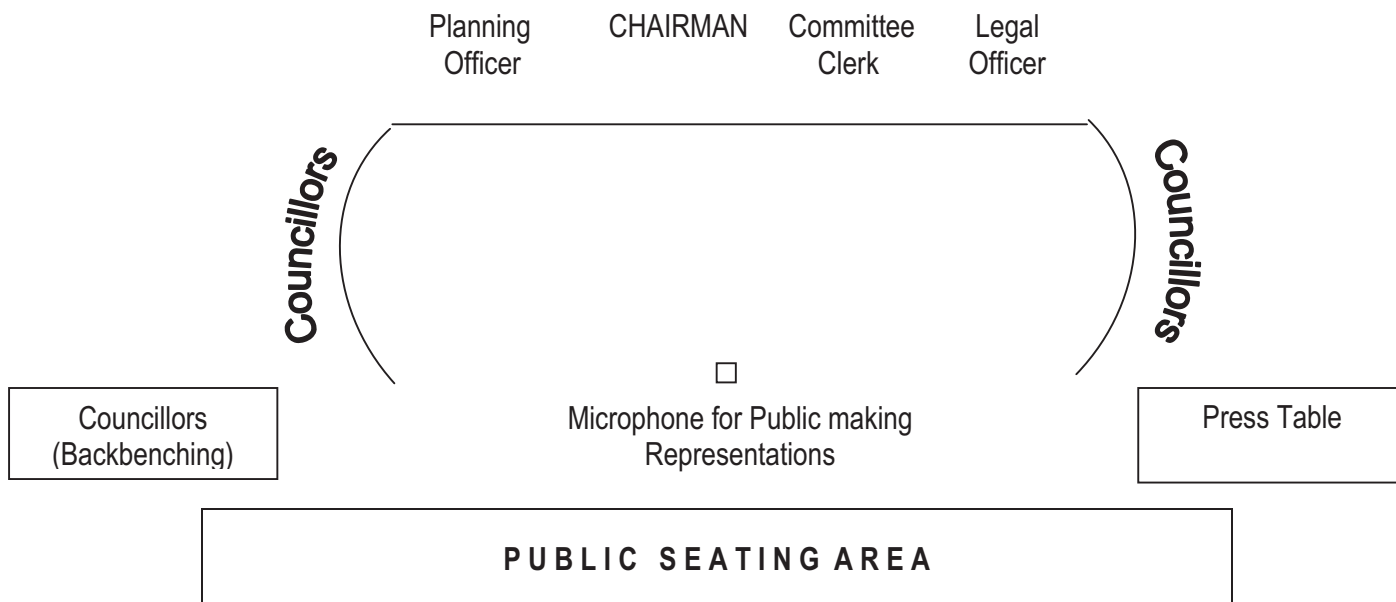 Planning
Officer
CHAIRMAN
Committee
Clerk
Legal
Officer
Councillors
Councillors
Councillors
(Backbenching)
Microphone for Public making
Representations
Press Table
PUBLIC SEATING AREA